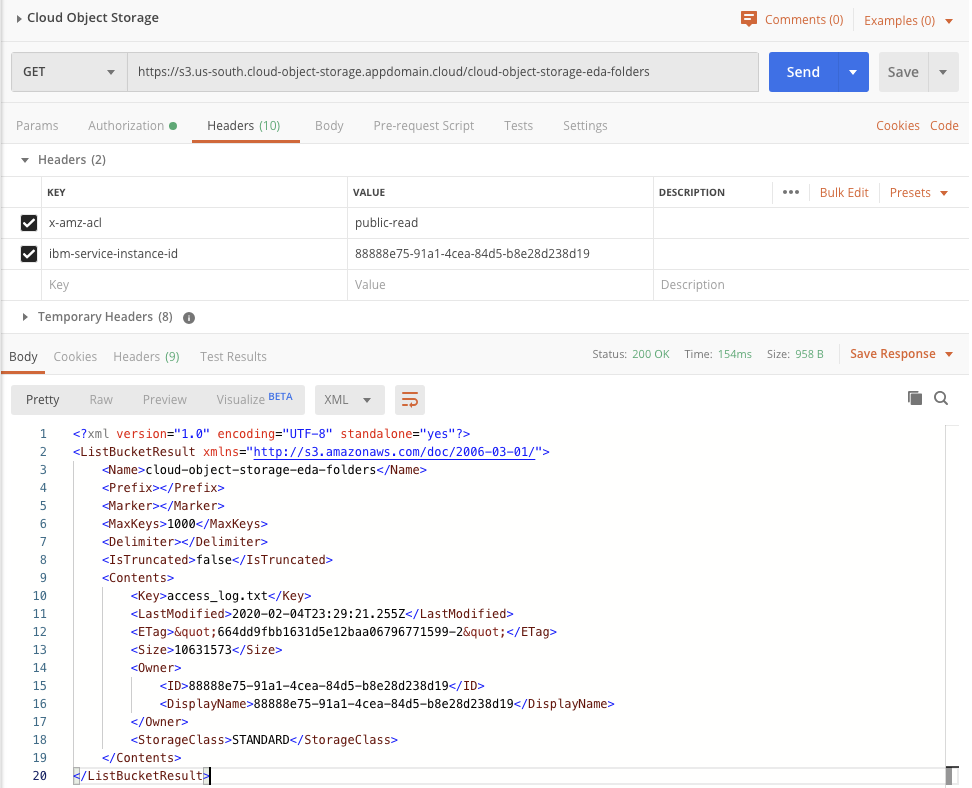 Cloud Object Storage Comments (0) Examples (0)
GET https://s3.us-south.cloud-object-storage.appdomain.cloud/cloud-object-storage-eda-folders Send Save
Params Authorization Headers (10) Body Pre-request Script Tests Settings Cookies Code
Headers (2)
KEY VALUE DESCRIPTION ••• Bulk Edit Presets
x-amz-acl public-read
ibm-service-instance-id 88888e75-91a1-4cea-84d5-b8e28d238d19
Key Value Description
Temporary Headers (8) i
Body Cookies Headers (9) Test Results Status: 200 OK Time: 154ms Size: 958 B Save Response
Pretty Raw Preview Visualize BETA XML
1 <?xml version="1.0" encoding="UTF-8" standalone="yes"?>
2 <ListBucketResult xmlns="http://s3.amazonaws.com/doc/2006-03-01/">
3 <Name>cloud-object-storage-eda-folders</Name>
4 <Prefix></Prefix>
5 <Marker></Marker>
6 <MaxKeys>1000</MaxKeys>
7 <Delimiter></Delimiter>
8 <IsTruncated>false</IsTruncated>
9 <Contents>
10 <Key>access_log.txt</Key>
11 <LastModified>2020-02-04T23:29:21.255Z</LastModified>
12 <ETag>&quot;664dd9fbb1631d5e12baa06796771599-2&quot;</ETag>
13 <Size>10631573</Size>
14 <Owner>
15 <ID>88888e75-91a1-4cea-84d5-b8e28d238d19</ID>
16 <DisplayName>88888e75-91a1-4cea-84d5-b8e28d238d19</DisplayName>
17 </Owner>
18 <StorageClass>STANDARD</StorageClass>
19 </Contents>
20 </ListBucketResult>